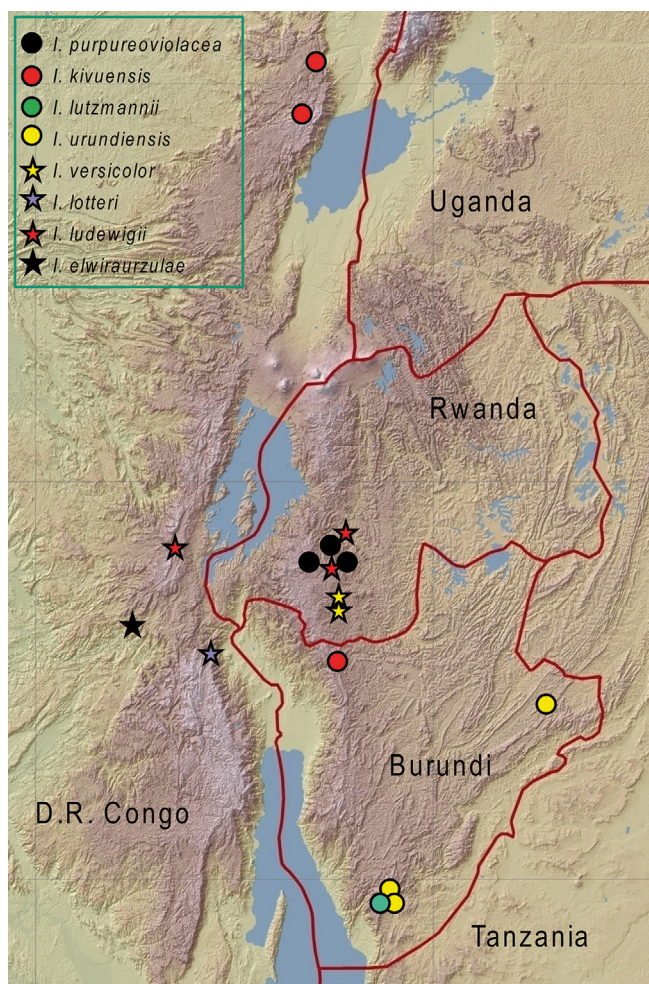 I. purpureoviolacea
I. kivuensis
I. lutzmannii
I. urundiensis
I. versicolor
I. lotteri
I. ludewigii
I. elwiraurzulae
Uganda
Rwanda
Burundi
D.R. Congo
Tanzania